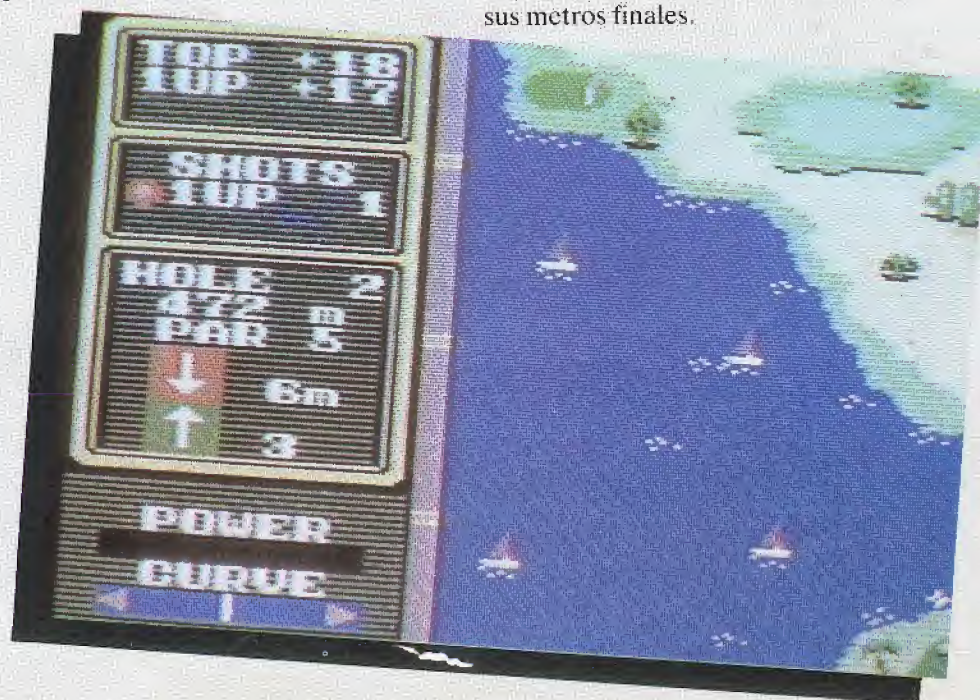 sus metros finales.
TOP +18
1UP +17
SHOTS
1UP 1
HOLE 2
472 m
PAR 5
↓ 6m
↑ 3
POWER
CURVE